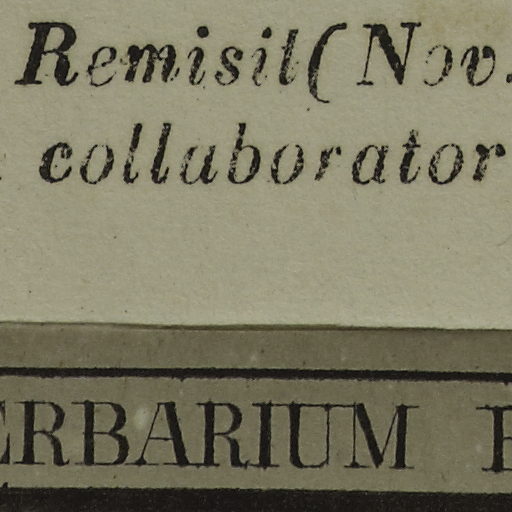 Remisit (Nov.
collaborator
ERBARIUM